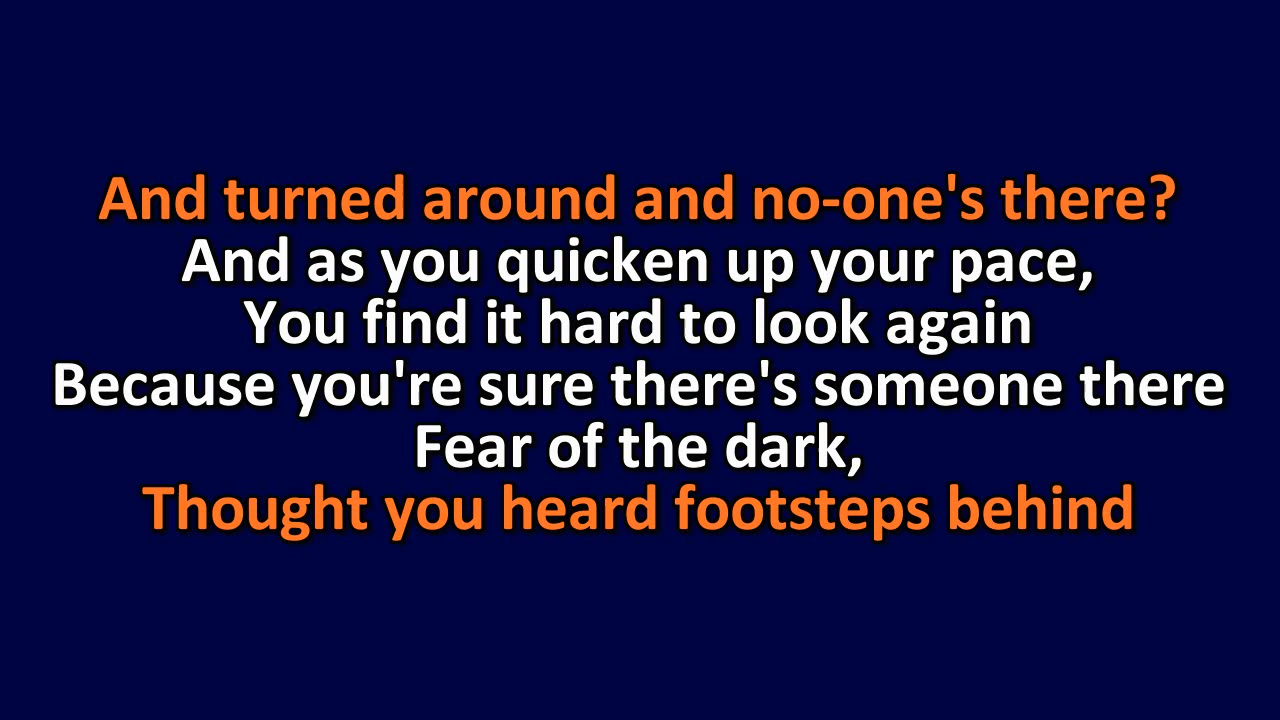 And turned around and no-one's there?
And as you quicken up your pace,
You find it hard to look again
Because you're sure there's someone there
Fear of the dark,
Thought you heard footsteps behind